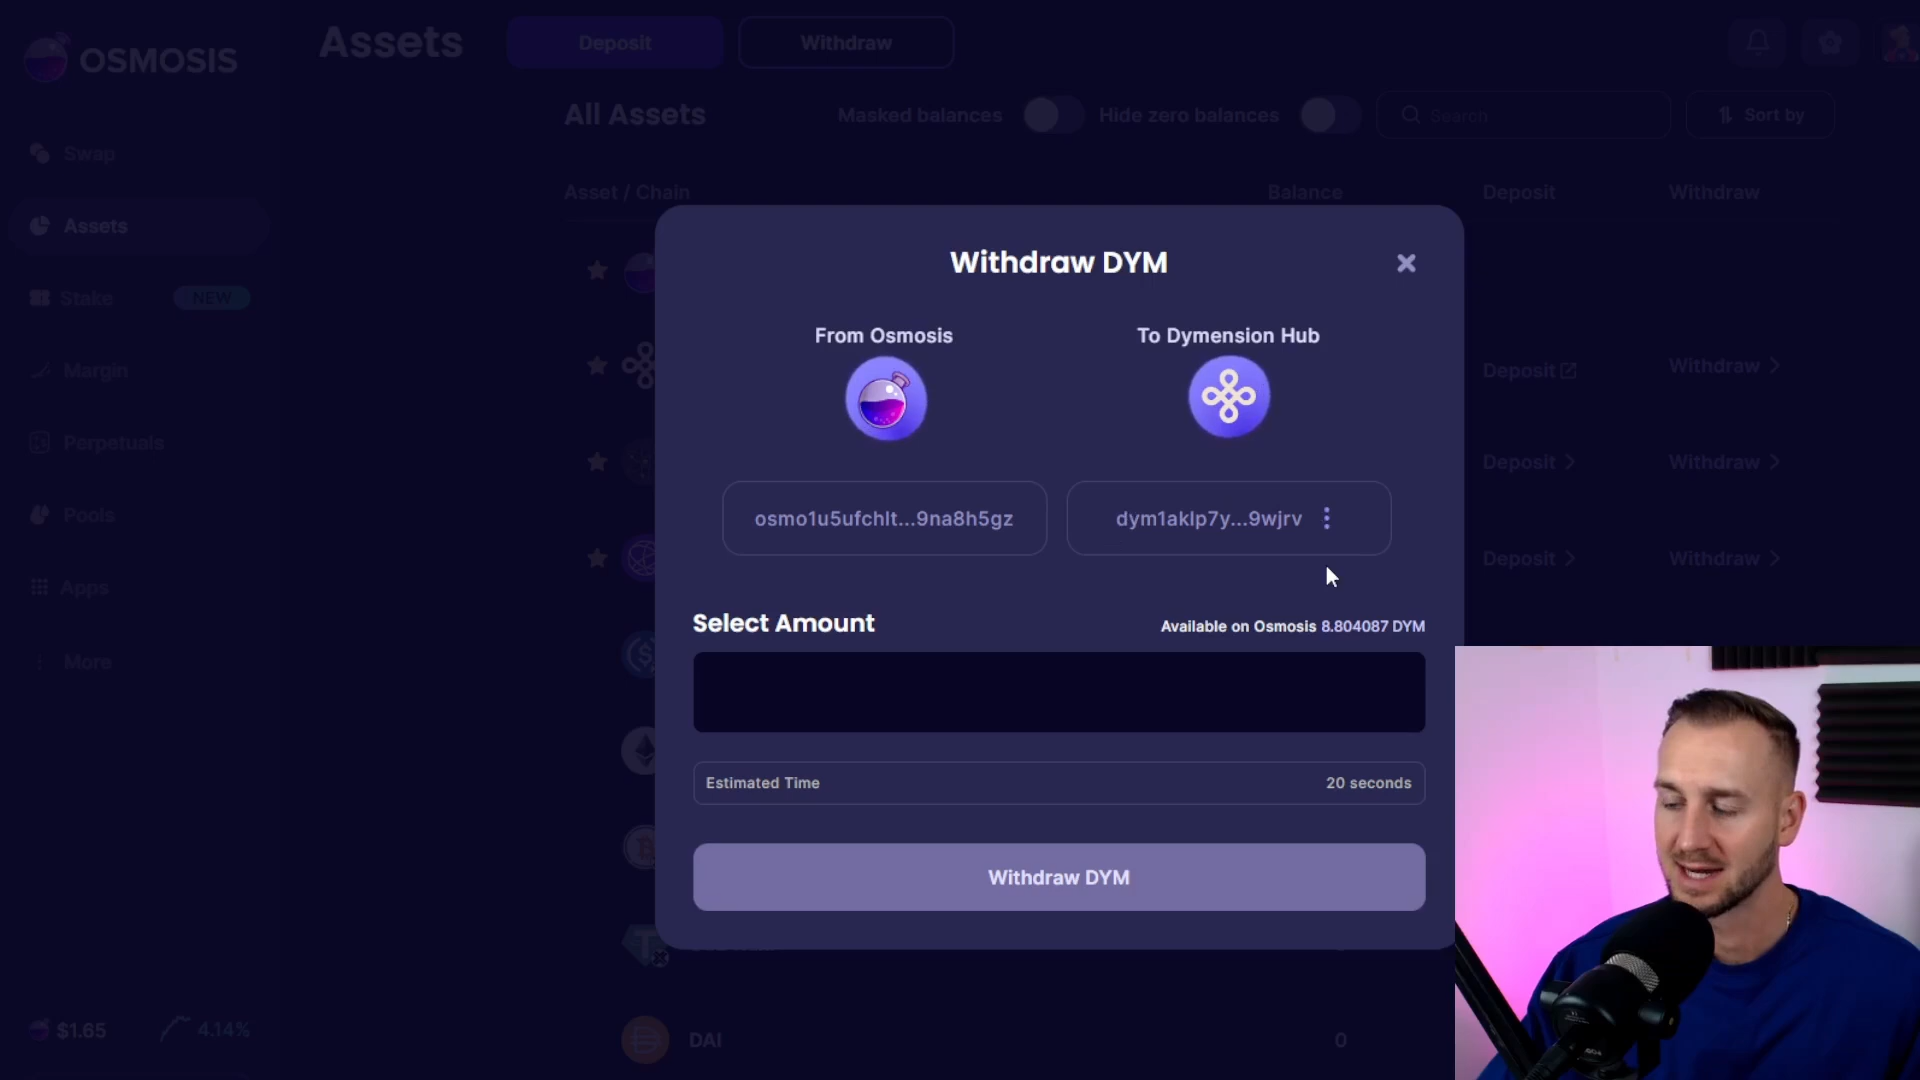 OSMOSIS
Assets
Deposit
Withdraw
All Assets
Masked balances
Hide zero balances
Search
Sort by
Swap
Asset / Chain
Balance
Deposit
Withdraw
Assets
Withdraw DYM
Stake
NEW
From Osmosis
To Dymension Hub
Margin
Deposit
Withdraw
Perpetuals
Deposit
Withdraw
Pools
osmo1u5ufchlt...9na8h5gz
dym1aklp7y...9wjrv
Deposit
Withdraw
Apps
Select Amount
Available on Osmosis 8.804087 DYM
More
Estimated Time
20 seconds
Withdraw DYM
$1.65
4.14%
DAI
0